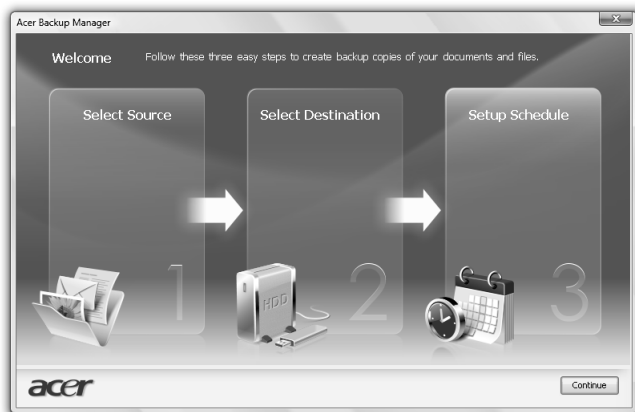 Acer Backup Manager
x
Welcome
Follow these three easy steps to create backup copies of your documents and files.
Select Source
Select Destination
Setup Schedule
1
HDD
2
3
acer
Continue